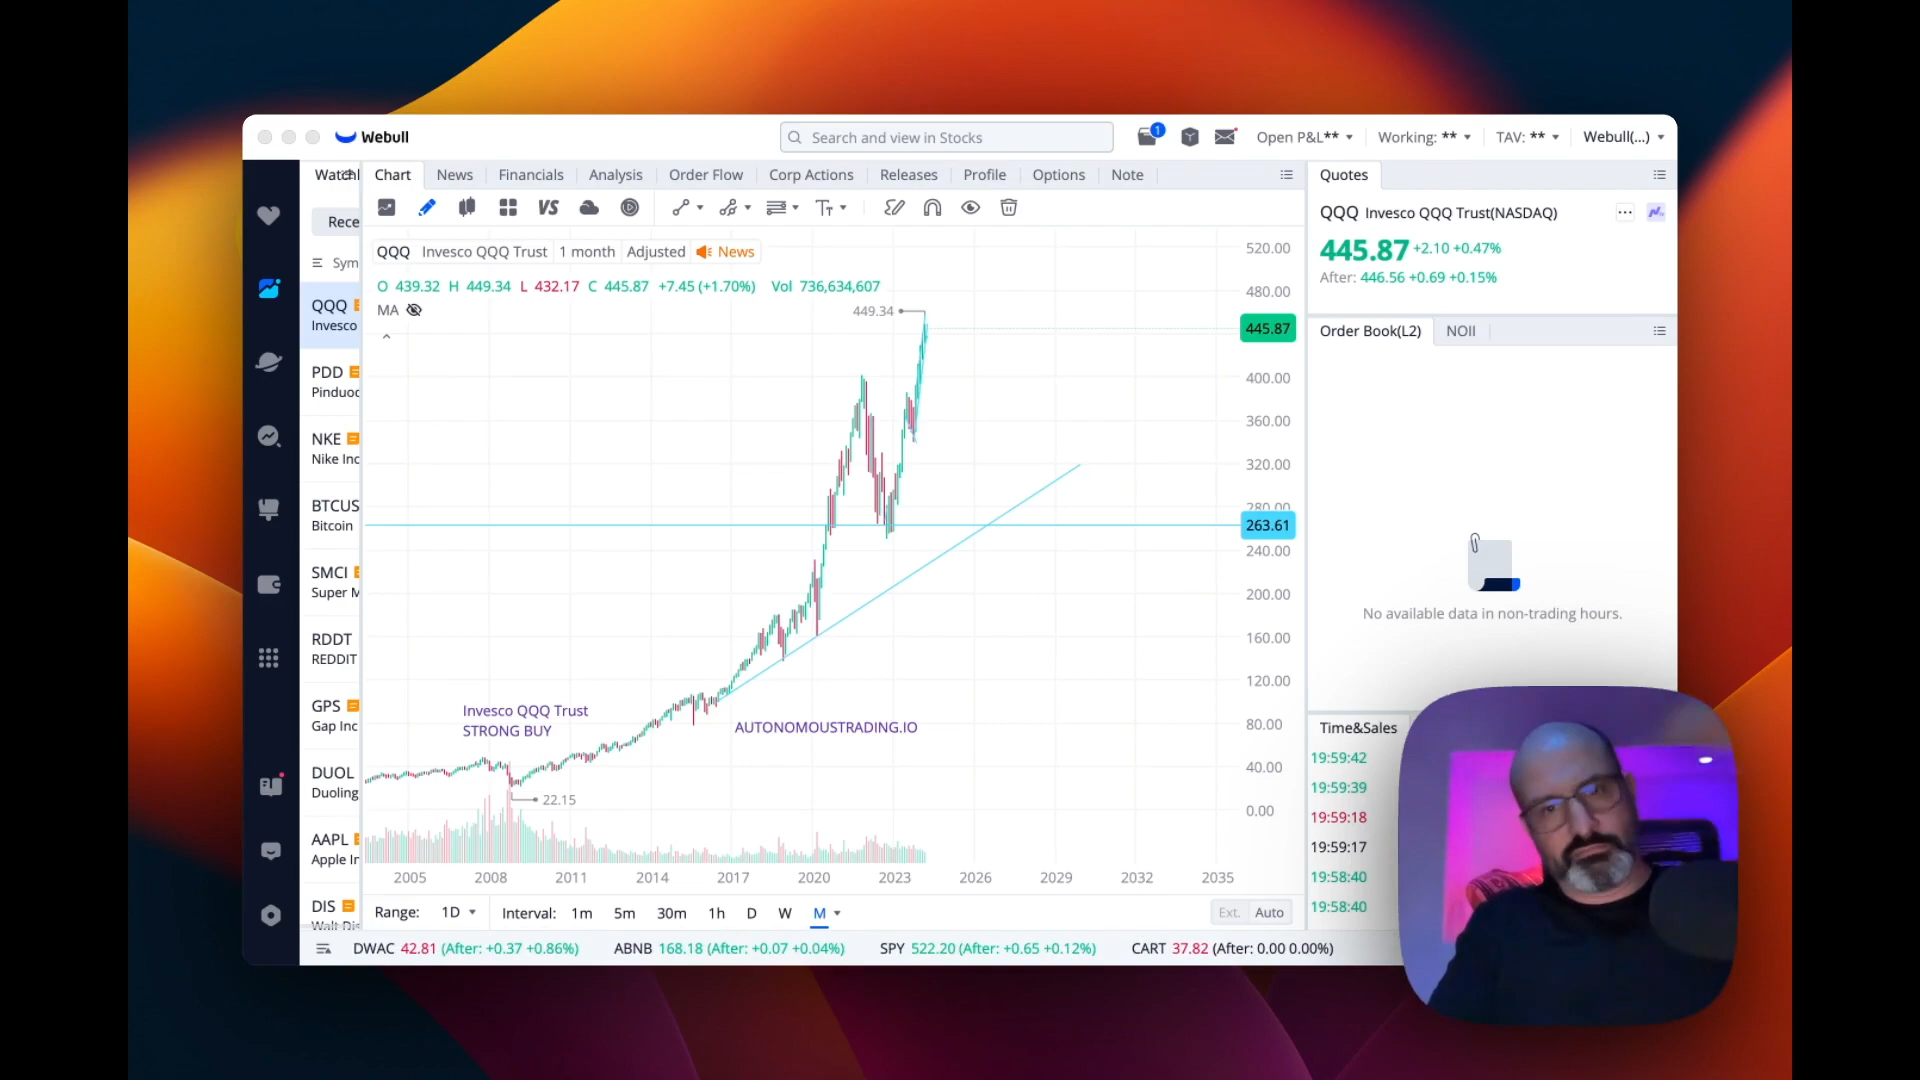 Webull
Search and view in Stocks
1
Open P&L**
Working: **
TAV: **
Webull(...)
Chart
News
Financials
Analysis
Order Flow
Corp Actions
Releases
Profile
Options
Note
Quotes
VS
Rece
Sym
QQQ
Invesco
PDD
Pinduo
NKE
Nike Inc
BTCUS
Bitcoin
SMCI
Super M
RDDT
REDDIT
GPS
Gap Inc
DUOL
Duoling
AAPL
Apple In
DIS
Walt Dis
QQQ Invesco QQQ Trust 1 month Adjusted News
O 439.32 H 449.34 L 432.17 C 445.87 +7.45 (+1.70%) Vol 736,634,607
MA
449.34
22.15
Invesco QQQ Trust
STRONG BUY
AUTONOMOUSTRADING.IO
520.00
480.00
445.87
400.00
360.00
320.00
280.00
263.61
240.00
200.00
160.00
120.00
80.00
40.00
0.00
2005 2008 2011 2014 2017 2020 2023 2026 2029 2032 2035
Range: 1D Interval: 1m 5m 30m 1h D W M Ext. Auto
QQQ Invesco QQQ Trust(NASDAQ)
445.87 +2.10 +0.47%
After: 446.56 +0.69 +0.15%
Order Book(L2) NOII
No available data in non-trading hours.
Time&Sales
19:59:42
19:59:39
19:59:18
19:59:17
19:58:40
19:58:40
DWAC 42.81 (After: +0.37 +0.86%) ABNB 168.18 (After: +0.07 +0.04%) SPY 522.20 (After: +0.65 +0.12%) CART 37.82 (After: 0.00 0.00%)